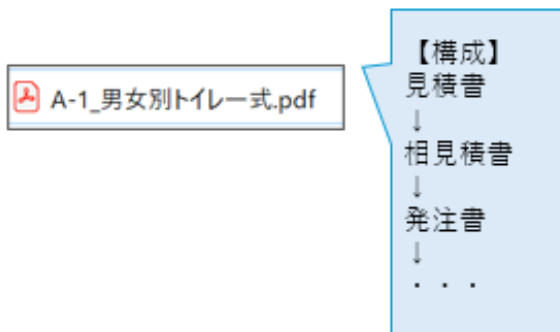 A-1_男女別トイレ一式.pdf
【構成】
見積書
↓
相見積書
↓
発注書
↓
・・・